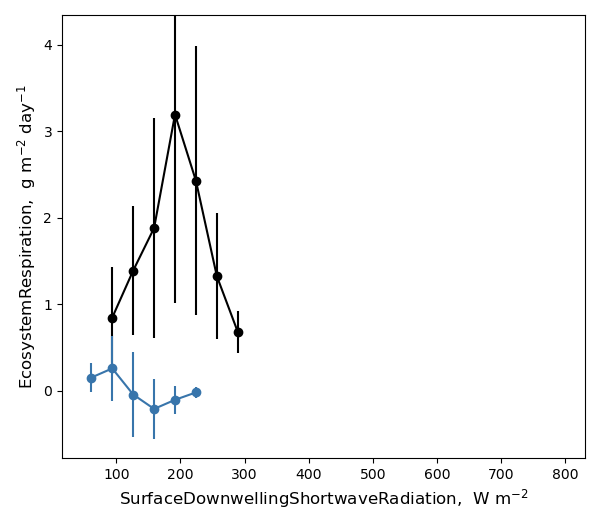 4
3
2
1
0
EcosystemRespiration, g m⁻² day⁻¹
100 200 300 400 500 600 700 800
SurfaceDownwellingShortwaveRadiation, W m⁻²